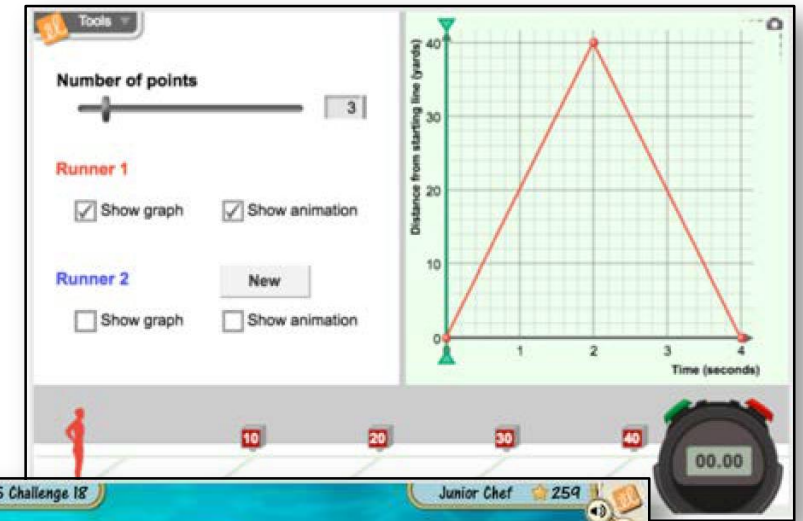 Tools
Number of points
3
Runner 1
Show graph
Show animation
Runner 2
New
Show graph
Show animation
Distance from starting line (yards)
40
30
20
10
0
1
2
3
4
Time (seconds)
10
20
30
40
00.00
Challenge 18
Junior Chef
259